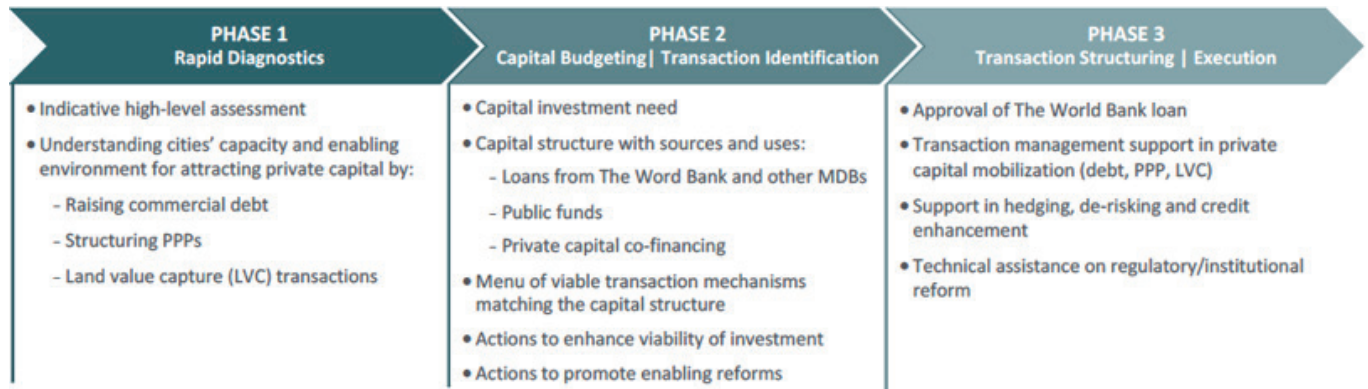 PHASE 1
Rapid Diagnostics
• Indicative high-level assessment
• Understanding cities' capacity and enabling
environment for attracting private capital by:
– Raising commercial debt
– Structuring PPPs
– Land value capture (LVC) transactions
PHASE 2
Capital Budgeting| Transaction Identification
• Capital investment need
• Capital structure with sources and uses:
– Loans from The Word Bank and other MDBs
– Public funds
– Private capital co-financing
• Menu of viable transaction mechanisms
matching the capital structure
• Actions to enhance viability of investment
• Actions to promote enabling reforms
PHASE 3
Transaction Structuring | Execution
• Approval of The World Bank loan
• Transaction management support in private
capital mobilization (debt, PPP, LVC)
• Support in hedging, de-risking and credit
enhancement
• Technical assistance on regulatory/institutional
reform